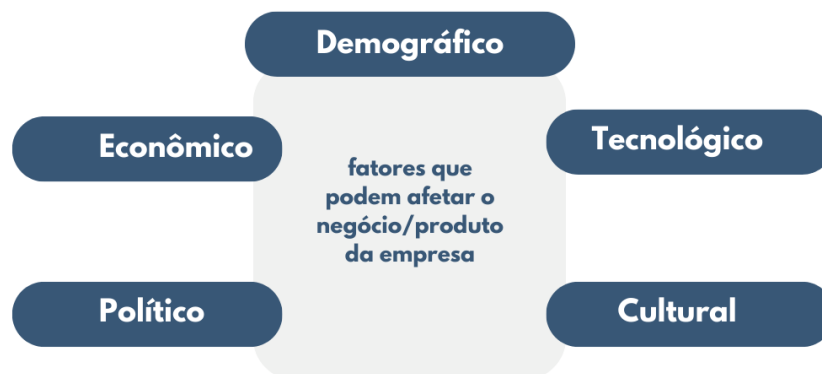 Demográfico
Econômico
Tecnológico
fatores que
podem afetar o
negócio/produto
da empresa
Político
Cultural